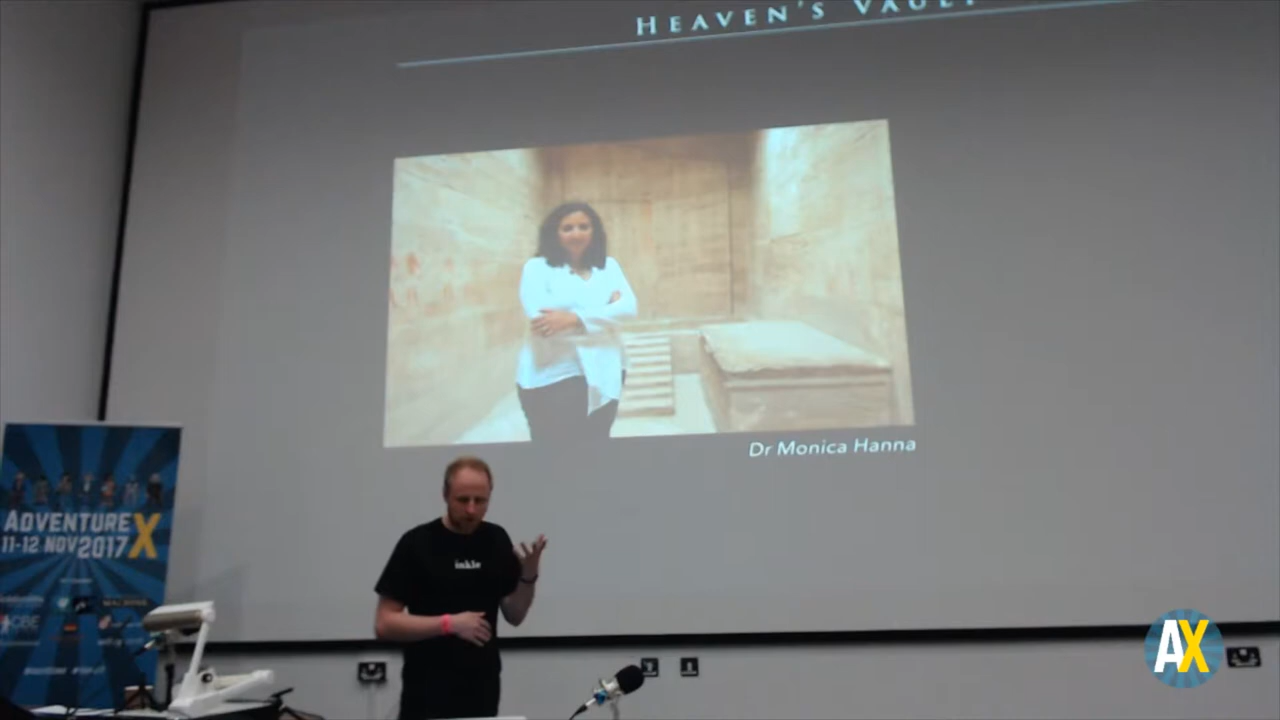 HEAVEN'S VAULT
Dr Monica Hanna
inkle
ADVENTURE X
11-12 NOV 2017
AX